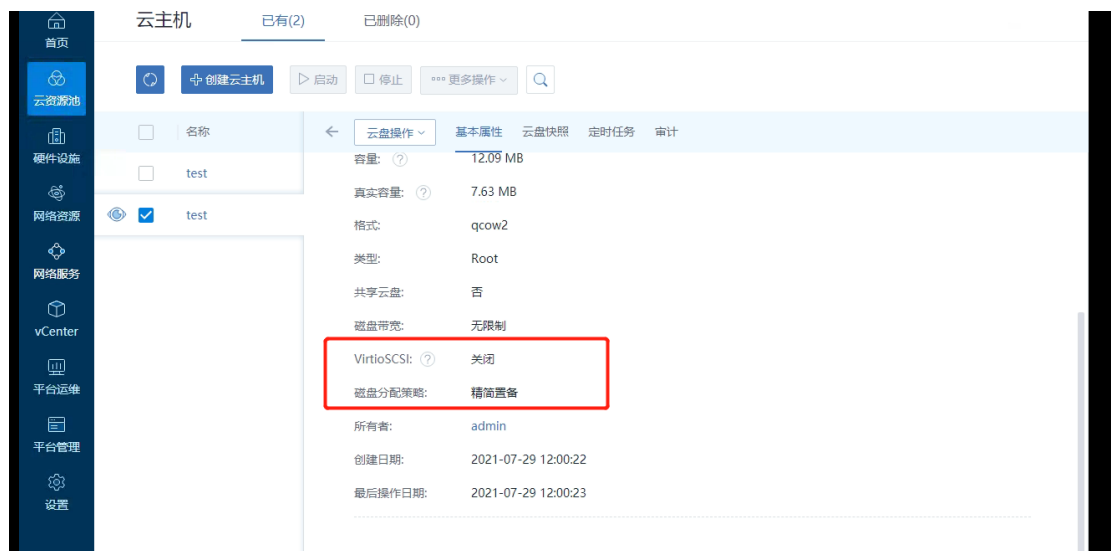 云主机 已有(2) 已删除(0)
首页
云资源池
硬件设施
网络资源
网络服务
vCenter
平台运维
平台管理
设置
创建云主机 启动 停止 更多操作
名称
test
test
云盘操作 基本属性 云盘快照 定时任务 审计
容量: ? 12.09 MB
真实容量: ? 7.63 MB
格式: qcow2
类型: Root
共享云盘: 否
磁盘带宽: 无限制
VirtioSCSI: ? 关闭
磁盘分配策略: 精简置备
所有者: admin
创建日期: 2021-07-29 12:00:22
最后操作日期: 2021-07-29 12:00:23